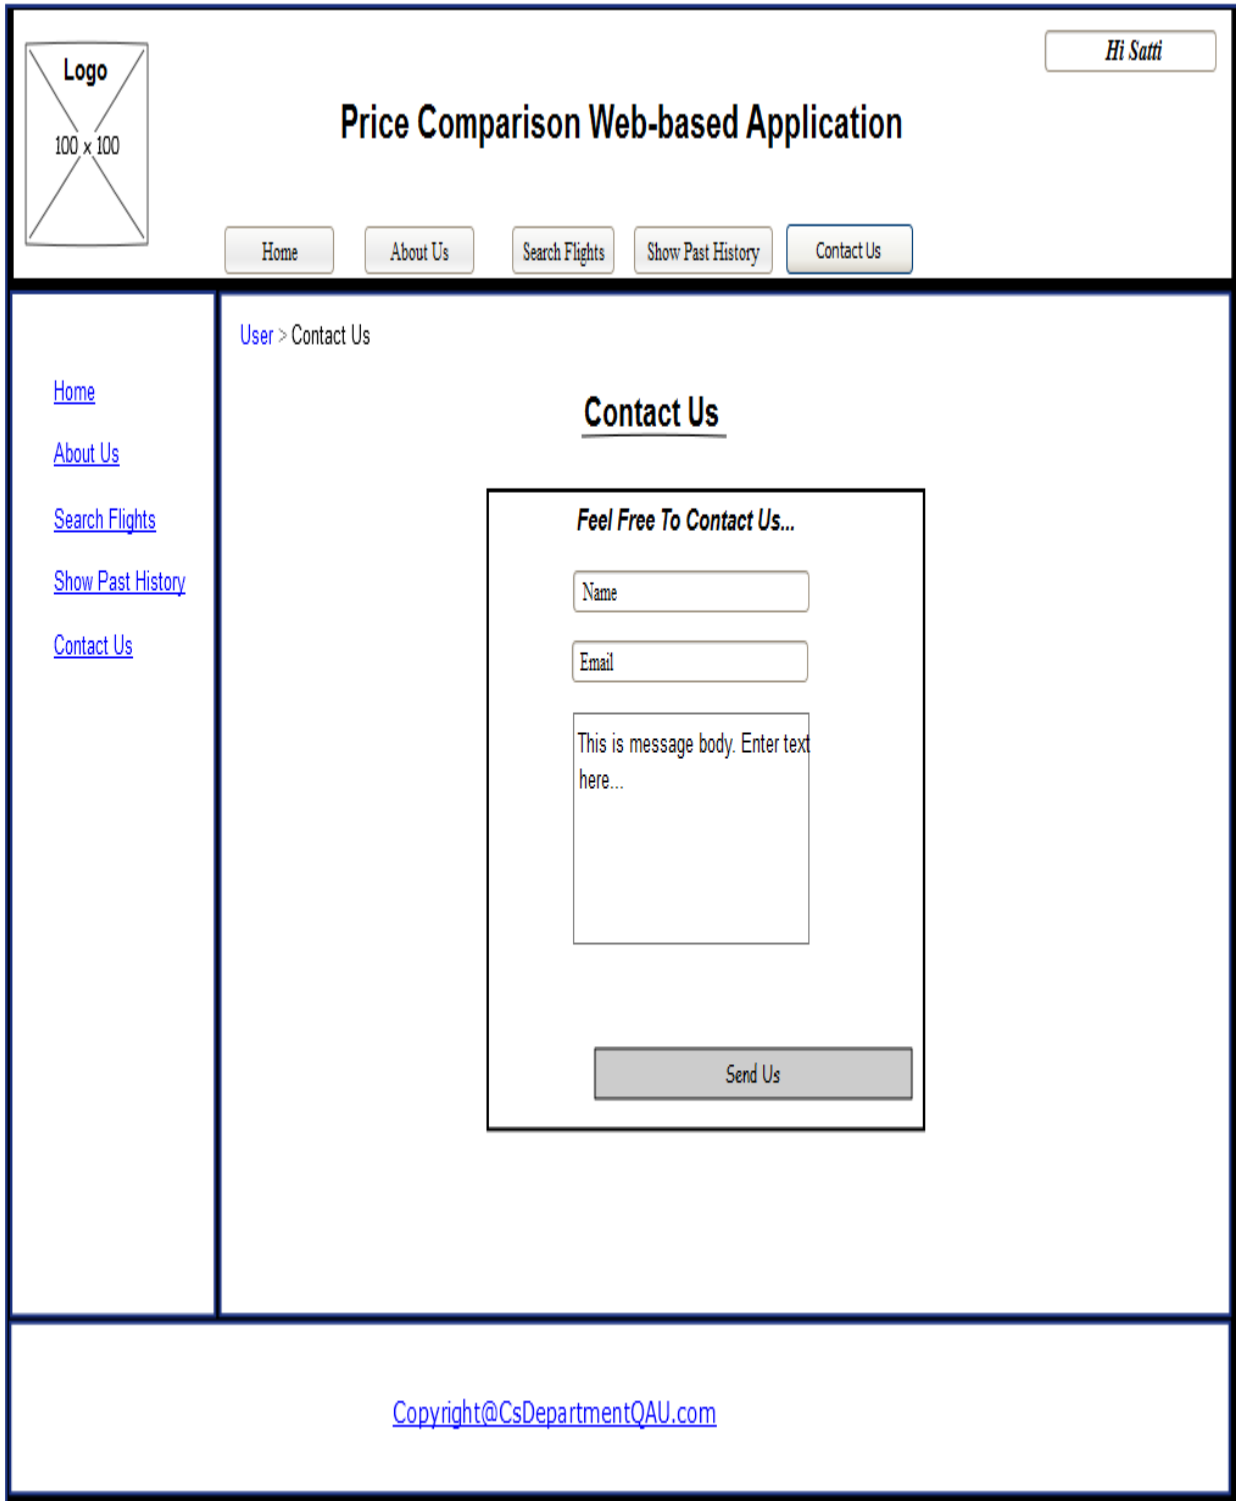 Logo
100 x 100
Hi Satti
Price Comparison Web-based Application
Home
About Us
Search Flights
Show Past History
Contact Us
Home
About Us
Search Flights
Show Past History
Contact Us
User > Contact Us
Contact Us
Feel Free To Contact Us...
Name
Email
This is message body. Enter text
here...
Send Us
Copyright@CsDepartmentQAU.com